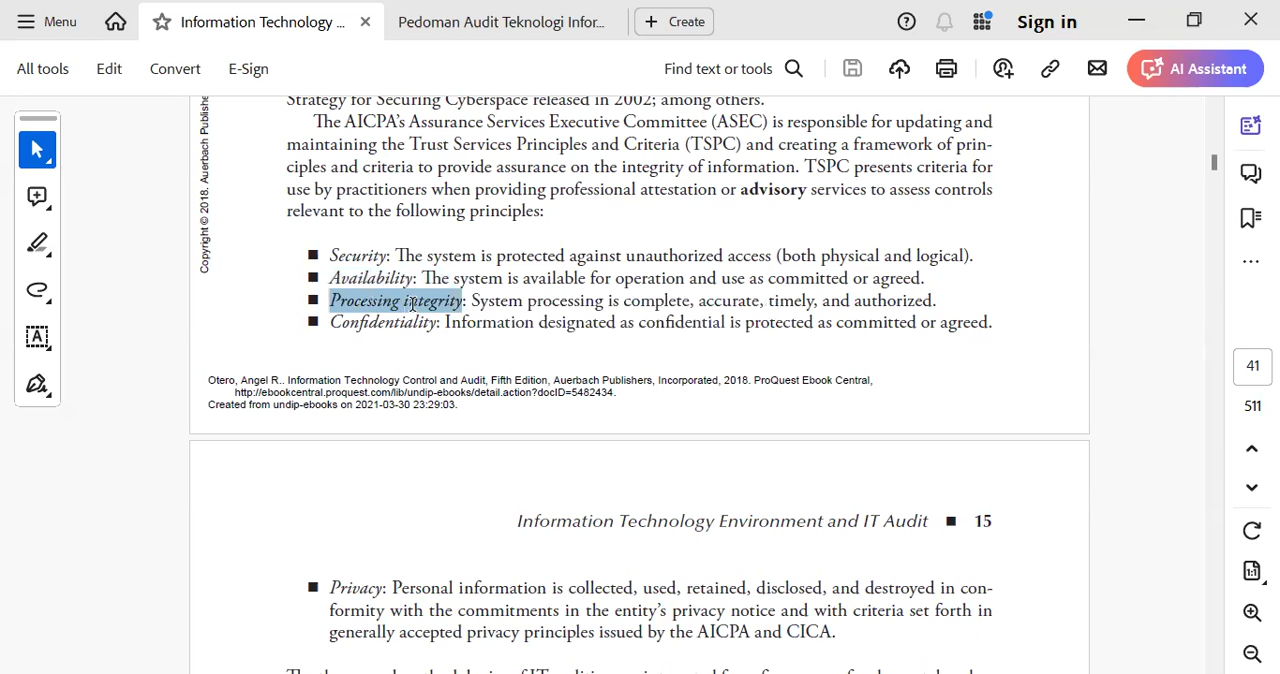 Menu
Information Technology ...
Pedoman Audit Teknologi Infor...
+ Create
Sign in
All tools
Edit
Convert
E-Sign
Find text or tools
AI Assistant
Strategy for Securing Cyberspace released in 2002; among others.
The AICPA's Assurance Services Executive Committee (ASEC) is responsible for updating and
maintaining the Trust Services Principles and Criteria (TSPC) and creating a framework of prin-
ciples and criteria to provide assurance on the integrity of information. TSPC presents criteria for
use by practitioners when providing professional attestation or advisory services to assess controls
relevant to the following principles:
■ Security: The system is protected against unauthorized access (both physical and logical).
■ Availability: The system is available for operation and use as committed or agreed.
■ Processing integrity: System processing is complete, accurate, timely, and authorized.
■ Confidentiality: Information designated as confidential is protected as committed or agreed.
Copyright © 2018. Auerbach Publishe
Otero, Angel R.. Information Technology Control and Audit, Fifth Edition, Auerbach Publishers, Incorporated, 2018. ProQuest Ebook Central,
http://ebookcentral.proquest.com/lib/undip-ebooks/detail.action?docID=5482434.
Created from undip-ebooks on 2021-03-30 23:29:03.
Information Technology Environment and IT Audit ■ 15
■ Privacy: Personal information is collected, used, retained, disclosed, and destroyed in con-
formity with the commitments in the entity's privacy notice and with criteria set forth in
generally accepted privacy principles issued by the AICPA and CICA.
41
511
1:1